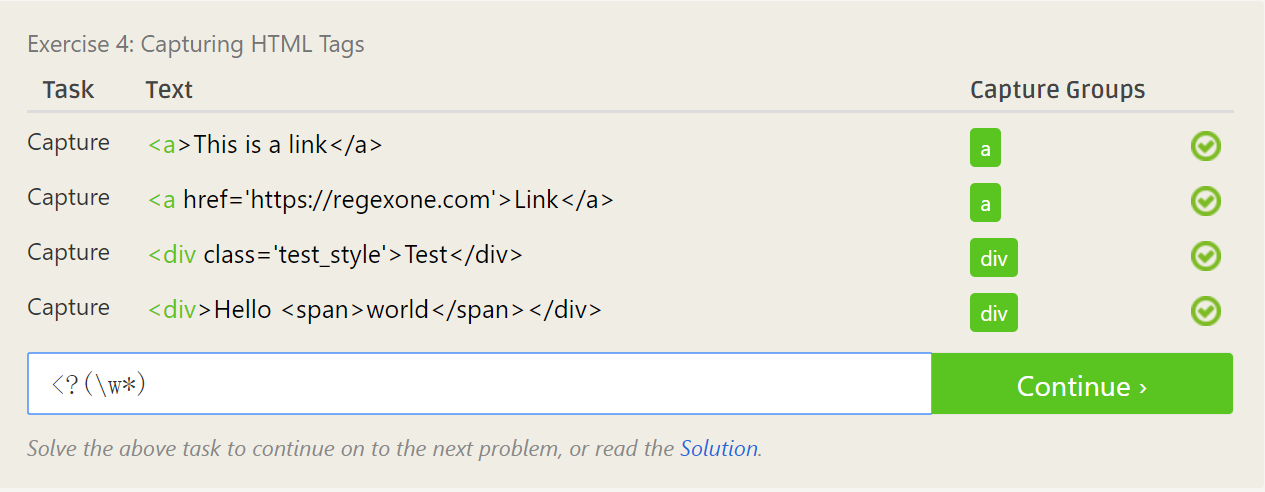 Exercise 4: Capturing HTML Tags
Task Text Capture Groups
Capture <a>This is a link</a> a
Capture <a href='https://regexone.com'>Link</a> a
Capture <div class='test_style'>Test</div> div
Capture <div>Hello <span>world</span></div> div
<?(\w*) Continue ›
Solve the above task to continue on to the next problem, or read the Solution.